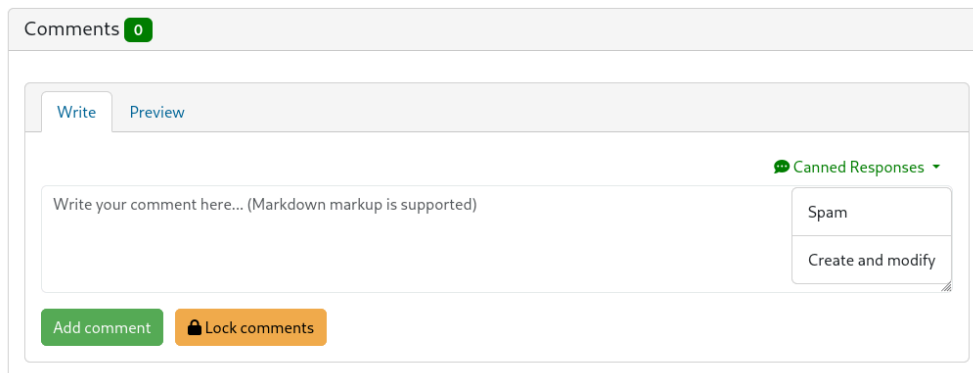 Comments 0
Write Preview
Canned Responses
Write your comment here... (Markdown markup is supported)
Spam
Create and modify
Add comment Lock comments